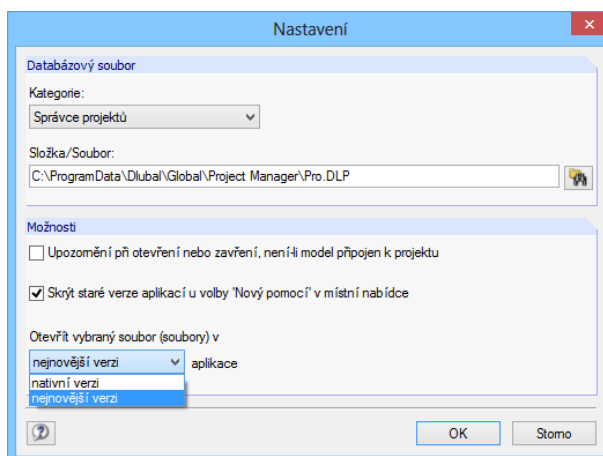 Nastavení
Databázový soubor
Kategorie:
Správce projektů
Složka/Soubor:
C:\ProgramData\Dlubal\Global\Project Manager\Pro.DLP
Možnosti
Upozornění při otevření nebo zavření, není-li model připojen k projektu
Skrýt staré verze aplikací u volby 'Nový pomocí' v místní nabídce
Otevřít vybraný soubor (soubory) v
nejnovější verzi aplikace
nativní verzi
nejnovější verzi
OK Storno